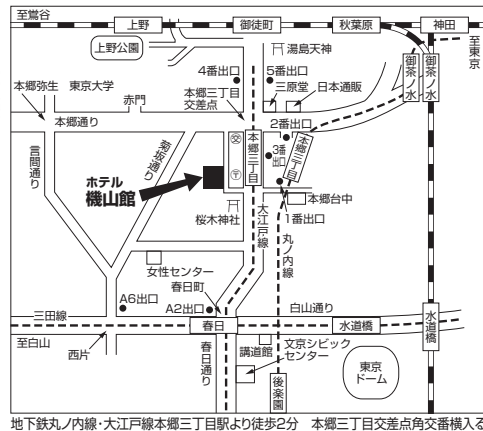 至鶯谷
上野
御徒町
秋葉原
神田
至東京
上野公園
湯島天神
御茶ノ水
御茶ノ水
4番出口
5番出口
本郷弥生
東京大学
本郷三丁目
交差点
三原堂
日本通販
赤門
本郷通り
2番出口
言問通り
菊坂通り
本郷三丁目
3番
出口
本郷三丁目
ホテル
機山館
本郷台中
1番出口
桜木神社
大江戸線
丸ノ内線
女性センター
春日町
A6出口
A2出口
白山通り
三田線
春日
水道橋
水道橋
至白山
西片
春日通り
講道館
文京シビック
センター
後楽園
東京
ドーム
地下鉄丸ノ内線・大江戸線本郷三丁目駅より徒歩2分　本郷三丁目交差点角交番横入る